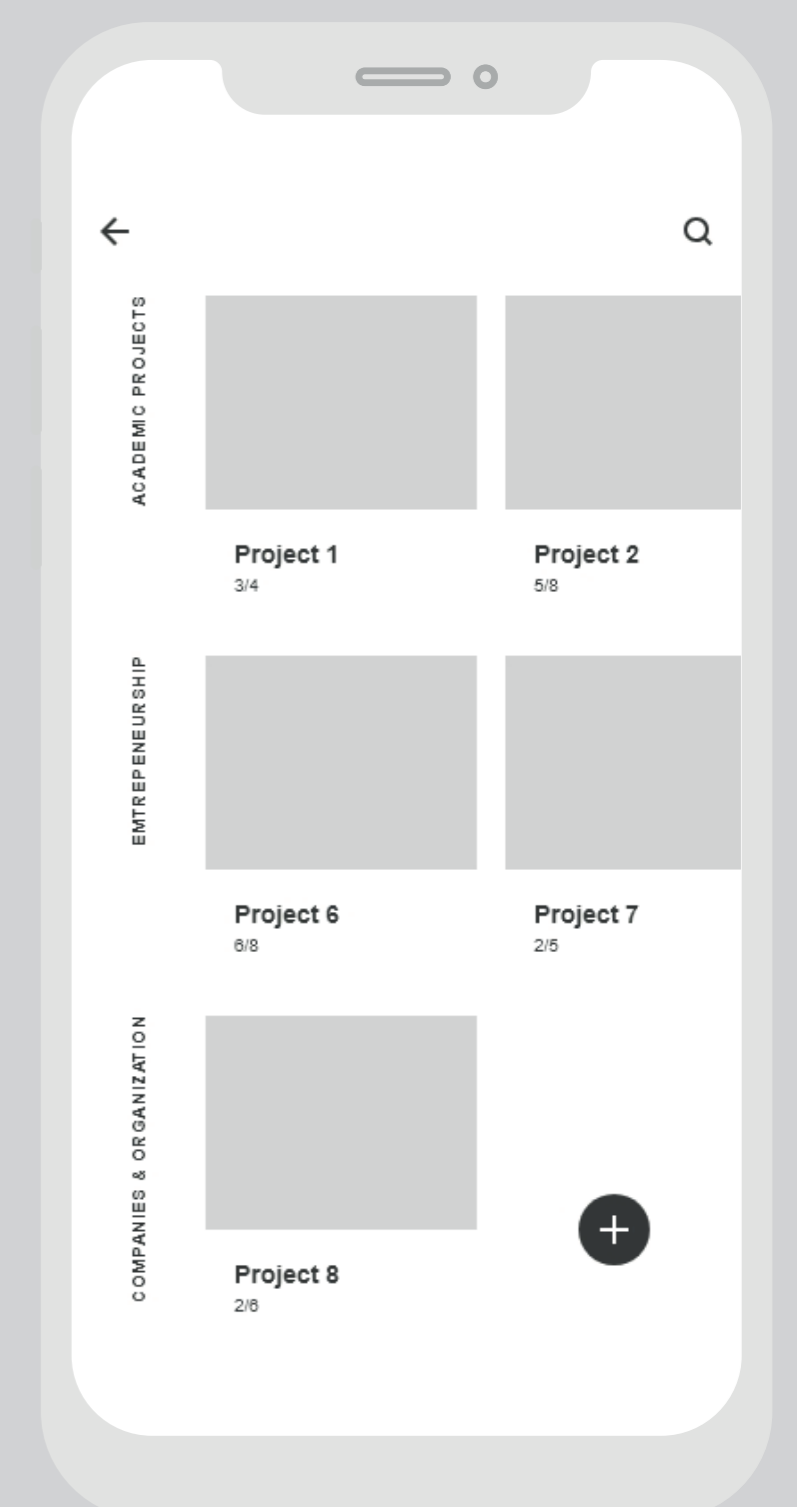 ACADEMIC PROJECTS
Project 1
3/4
Project 2
5/8
EMTREPENEURSHIP
Project 6
6/8
Project 7
2/5
COMPANIES & ORGANIZATION
Project 8
2/6